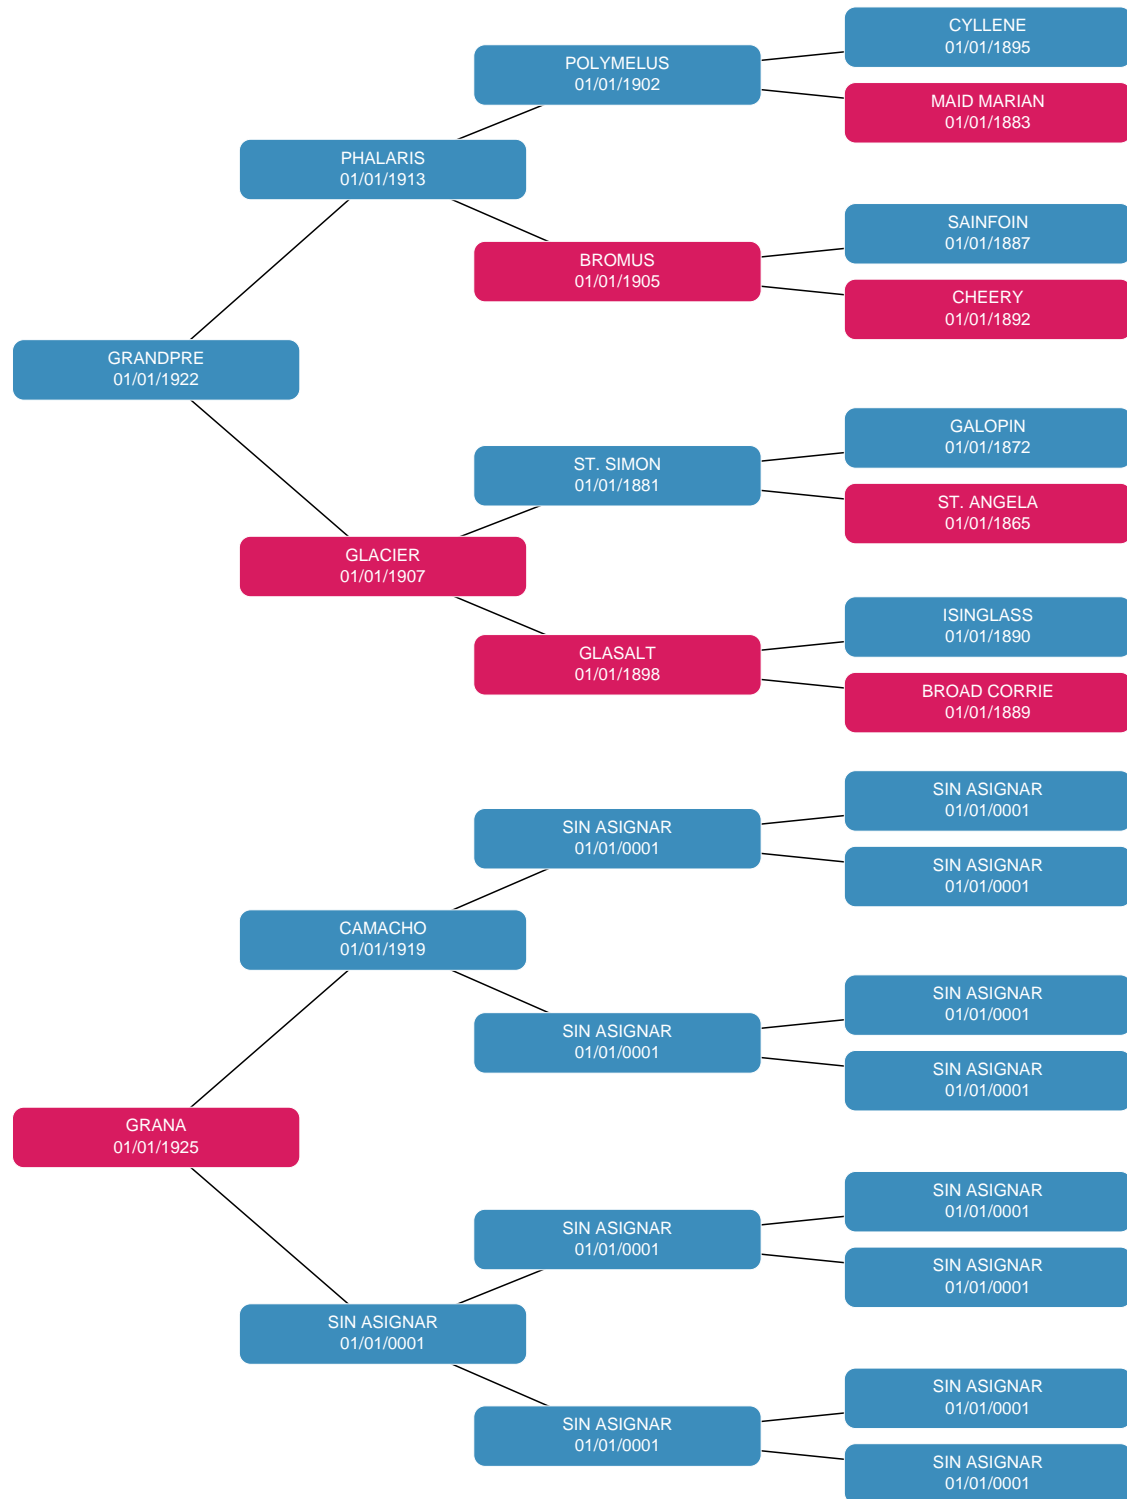 CYLLENE
01/01/1895
POLYMELUS
01/01/1902
MAID MARIAN
01/01/1883
PHALARIS
01/01/1913
SAINFOIN
01/01/1887
BROMUS
01/01/1905
CHEERY
01/01/1892
GRANDPRE
01/01/1922
GALOPIN
01/01/1872
ST. SIMON
01/01/1881
ST. ANGELA
01/01/1865
GLACIER
01/01/1907
ISINGLASS
01/01/1890
GLASALT
01/01/1898
BROAD CORRIE
01/01/1889
SIN ASIGNAR
01/01/0001
SIN ASIGNAR
01/01/0001
SIN ASIGNAR
01/01/0001
CAMACHO
01/01/1919
SIN ASIGNAR
01/01/0001
SIN ASIGNAR
01/01/0001
SIN ASIGNAR
01/01/0001
GRANA
01/01/1925
SIN ASIGNAR
01/01/0001
SIN ASIGNAR
01/01/0001
SIN ASIGNAR
01/01/0001
SIN ASIGNAR
01/01/0001
SIN ASIGNAR
01/01/0001
SIN ASIGNAR
01/01/0001
SIN ASIGNAR
01/01/0001